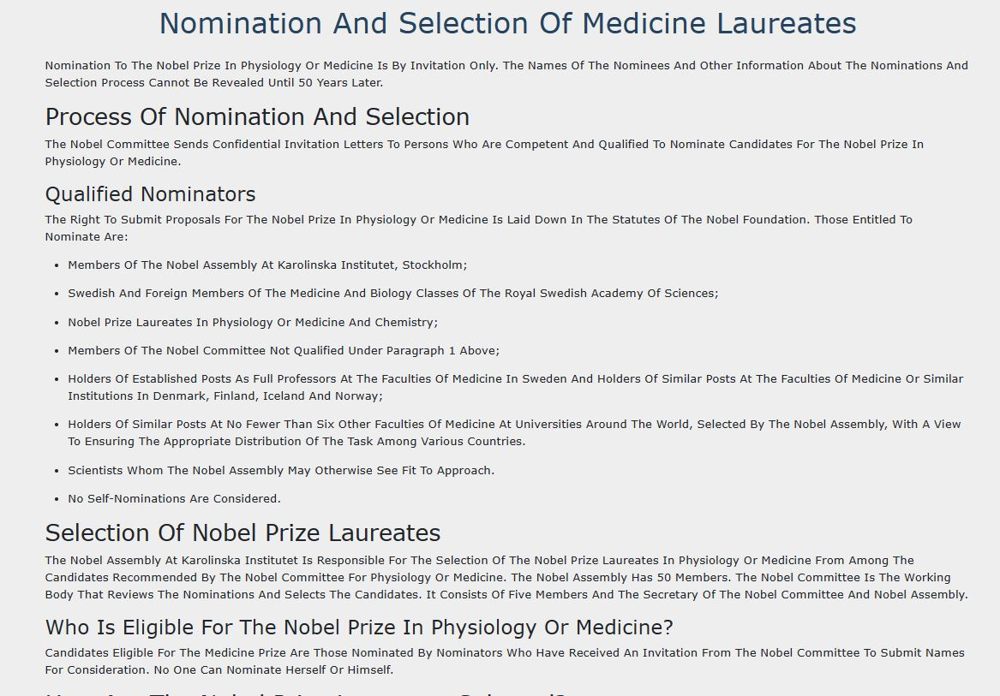 Nomination And Selection Of Medicine Laureates
Nomination To The Nobel Prize In Physiology Or Medicine Is By Invitation Only. The Names Of The Nominees And Other Information About The Nominations And
Selection Process Cannot Be Revealed Until 50 Years Later.
Process Of Nomination And Selection
The Nobel Committee Sends Confidential Invitation Letters To Persons Who Are Competent And Qualified To Nominate Candidates For The Nobel Prize In
Physiology Or Medicine.
Qualified Nominators
The Right To Submit Proposals For The Nobel Prize In Physiology Or Medicine Is Laid Down In The Statutes Of The Nobel Foundation. Those Entitled To
Nominate Are:
• Members Of The Nobel Assembly At Karolinska Institutet, Stockholm;
• Swedish And Foreign Members Of The Medicine And Biology Classes Of The Royal Swedish Academy Of Sciences;
• Nobel Prize Laureates In Physiology Or Medicine And Chemistry;
• Members Of The Nobel Committee Not Qualified Under Paragraph 1 Above;
• Holders Of Established Posts As Full Professors At The Faculties Of Medicine In Sweden And Holders Of Similar Posts At The Faculties Of Medicine Or Similar
Institutions In Denmark, Finland, Iceland And Norway;
• Holders Of Similar Posts At No Fewer Than Six Other Faculties Of Medicine At Universities Around The World, Selected By The Nobel Assembly, With A View
To Ensuring The Appropriate Distribution Of The Task Among Various Countries.
• Scientists Whom The Nobel Assembly May Otherwise See Fit To Approach.
• No Self-Nominations Are Considered.
Selection Of Nobel Prize Laureates
The Nobel Assembly At Karolinska Institutet Is Responsible For The Selection Of The Nobel Prize Laureates In Physiology Or Medicine From Among The
Candidates Recommended By The Nobel Committee For Physiology Or Medicine. The Nobel Assembly Has 50 Members. The Nobel Committee Is The Working
Body That Reviews The Nominations And Selects The Candidates. It Consists Of Five Members And The Secretary Of The Nobel Committee And Nobel Assembly.
Who Is Eligible For The Nobel Prize In Physiology Or Medicine?
Candidates Eligible For The Medicine Prize Are Those Nominated By Nominators Who Have Received An Invitation From The Nobel Committee To Submit Names
For Consideration. No One Can Nominate Herself Or Himself.